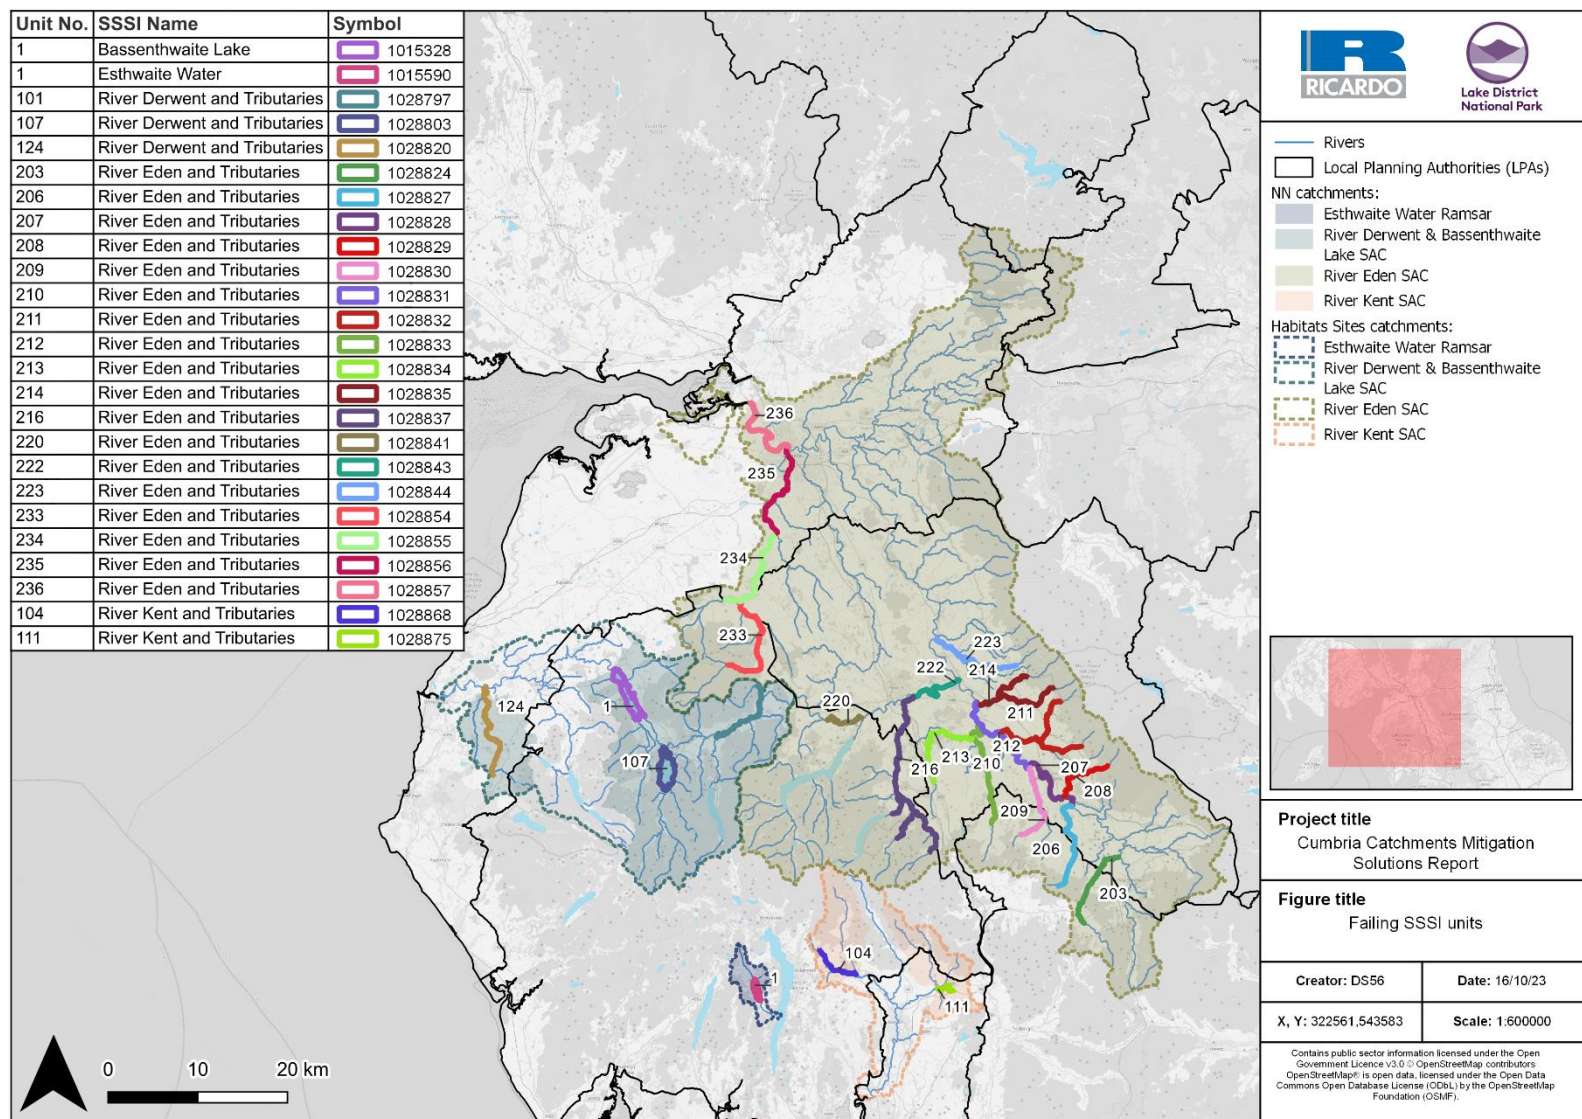 Unit No. SSSI Name Symbol
1 Bassenthwaite Lake 1015328
1 Esthwaite Water 1015590
101 River Derwent and Tributaries 1028797
107 River Derwent and Tributaries 1028803
124 River Derwent and Tributaries 1028820
203 River Eden and Tributaries 1028824
206 River Eden and Tributaries 1028827
207 River Eden and Tributaries 1028828
208 River Eden and Tributaries 1028829
209 River Eden and Tributaries 1028830
210 River Eden and Tributaries 1028831
211 River Eden and Tributaries 1028832
212 River Eden and Tributaries 1028833
213 River Eden and Tributaries 1028834
214 River Eden and Tributaries 1028835
216 River Eden and Tributaries 1028837
220 River Eden and Tributaries 1028841
222 River Eden and Tributaries 1028843
223 River Eden and Tributaries 1028844
233 River Eden and Tributaries 1028854
234 River Eden and Tributaries 1028855
235 River Eden and Tributaries 1028856
236 River Eden and Tributaries 1028857
104 River Kent and Tributaries 1028868
111 River Kent and Tributaries 1028875
236
235
234
233
223
222
214
220
211
124
1
212
213
210
107
216
207
208
209
206
203
104
1
111
0 10 20 km
RICARDO
Lake District
National Park
Rivers
Local Planning Authorities (LPAs)
NN catchments:
Esthwaite Water Ramsar
River Derwent & Bassenthwaite
Lake SAC
River Eden SAC
River Kent SAC
Habitats Sites catchments:
Esthwaite Water Ramsar
River Derwent & Bassenthwaite
Lake SAC
River Eden SAC
River Kent SAC
Project title
Cumbria Catchments Mitigation
Solutions Report
Figure title
Failing SSSI units
Creator: DS56 Date: 16/10/23
X, Y: 322561,543583 Scale: 1:600000
Contains public sector information licensed under the Open
Government Licence v3.0 © OpenStreetMap contributors
OpenStreetMap® is open data, licensed under the Open Data
Commons Open Database License (ODbL) by the OpenStreetMap
Foundation (OSMF).